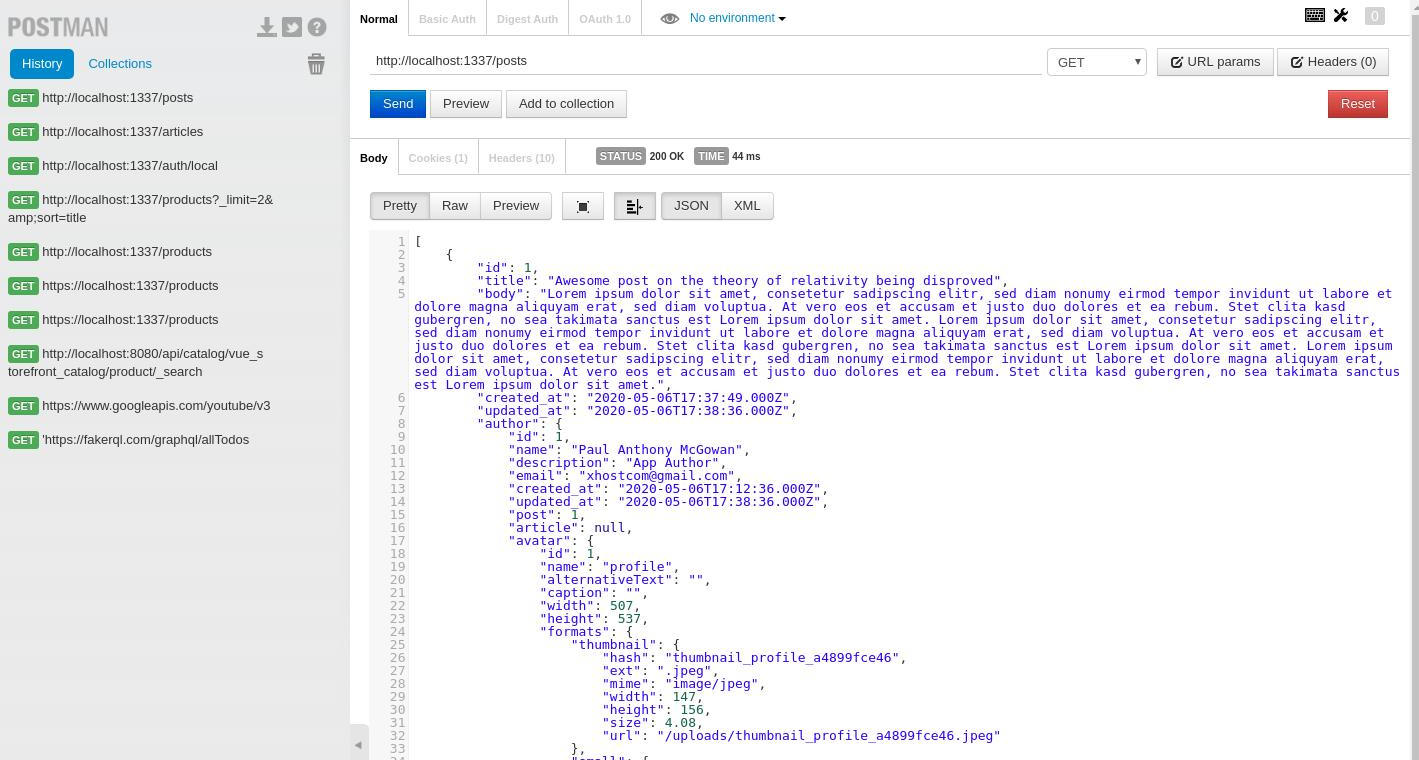 POSTMAN
History Collections
GET http://localhost:1337/posts
GET http://localhost:1337/articles
GET http://localhost:1337/auth/local
GET http://localhost:1337/products?_limit=2&
amp;sort=title
GET http://localhost:1337/products
GET https://localhost:1337/products
GET https://localhost:1337/products
GET http://localhost:8080/api/catalog/vue_s
torefront_catalog/product/_search
GET https://www.googleapis.com/youtube/v3
GET 'https://fakerql.com/graphql/allTodos
Normal Basic Auth Digest Auth OAuth 1.0 No environment 0
http://localhost:1337/posts GET URL params Headers (0)
Send Preview Add to collection Reset
Body Cookies (1) Headers (10) STATUS 200 OK TIME 44 ms
Pretty Raw Preview JSON XML
1 [
2 {
3 "id": 1,
4 "title": "Awesome post on the theory of relativity being disproved",
5 "body": "Lorem ipsum dolor sit amet, consetetur sadipscing elitr, sed diam nonumy eirmod tempor invidunt ut labore et
dolore magna aliquyam erat, sed diam voluptua. At vero eos et accusam et justo duo dolores et ea rebum. Stet clita kasd
gubergren, no sea takimata sanctus est Lorem ipsum dolor sit amet. Lorem ipsum dolor sit amet, consetetur sadipscing elitr,
sed diam nonumy eirmod tempor invidunt ut labore et dolore magna aliquyam erat, sed diam voluptua. At vero eos et accusam et
justo duo dolores et ea rebum. Stet clita kasd gubergren, no sea takimata sanctus est Lorem ipsum dolor sit amet. Lorem ipsum
dolor sit amet, consetetur sadipscing elitr, sed diam nonumy eirmod tempor invidunt ut labore et dolore magna aliquyam erat,
sed diam voluptua. At vero eos et accusam et justo duo dolores et ea rebum. Stet clita kasd gubergren, no sea takimata sanctus
est Lorem ipsum dolor sit amet.",
6 "created_at": "2020-05-06T17:37:49.000Z",
7 "updated_at": "2020-05-06T17:38:36.000Z",
8 "author": {
9 "id": 1,
10 "name": "Paul Anthony McGowan",
11 "description": "App Author",
12 "email": "xhostcom@gmail.com",
13 "created_at": "2020-05-06T17:12:36.000Z",
14 "updated_at": "2020-05-06T17:38:36.000Z",
15 "post": 1,
16 "article": null,
17 "avatar": {
18 "id": 1,
19 "name": "profile",
20 "alternativeText": "",
21 "caption": "",
22 "width": 507,
23 "height": 537,
24 "formats": {
25 "thumbnail": {
26 "hash": "thumbnail_profile_a4899fce46",
27 "ext": ".jpeg",
28 "mime": "image/jpeg",
29 "width": 147,
30 "height": 156,
31 "size": 4.08,
32 "url": "/uploads/thumbnail_profile_a4899fce46.jpeg"
33 },